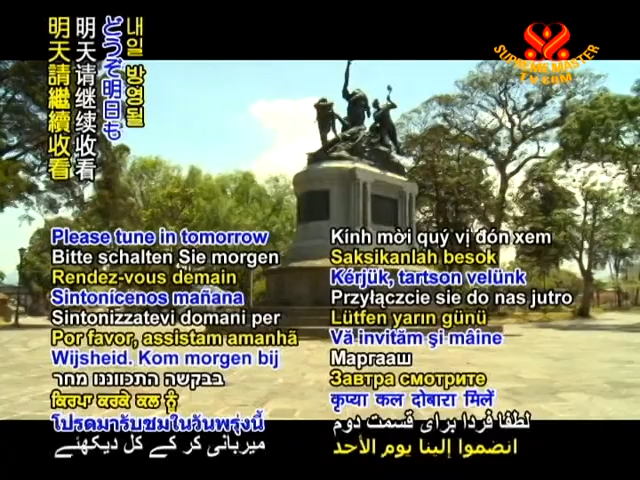 明天請繼續收看
明天请继续收看
どうぞ明日も
내일 방영될
SUPREME MASTER
TV.COM
Please tune in tomorrow
Bitte schalten Sie morgen
Rendez-vous demain
Sintonícenos mañana
Sintonizzatevi domani per
Por favor, assistam amanhã
Wijsheid. Kom morgen bij
בבקשה התכווננו מחר
ਕਿਰਪਾ ਕਰਕੇ ਕਲ ਨੂੰ
โปรดมารับชมในวันพรุ่งนี้
میربانی کر کے کل دیکھئے
Kính mời quý vị đón xem
Saksikanlah besok
Kérjük, tartson velünk
Przyłączcie sie do nas jutro
Lütfen yarın günü
Vă invităm şi mâine
Маргааш
Завтра смотрите
कृप्या कल दोबारा मिलें
لطفا فردا برای قسمت دوم
انضموا إلينا يوم الأحد